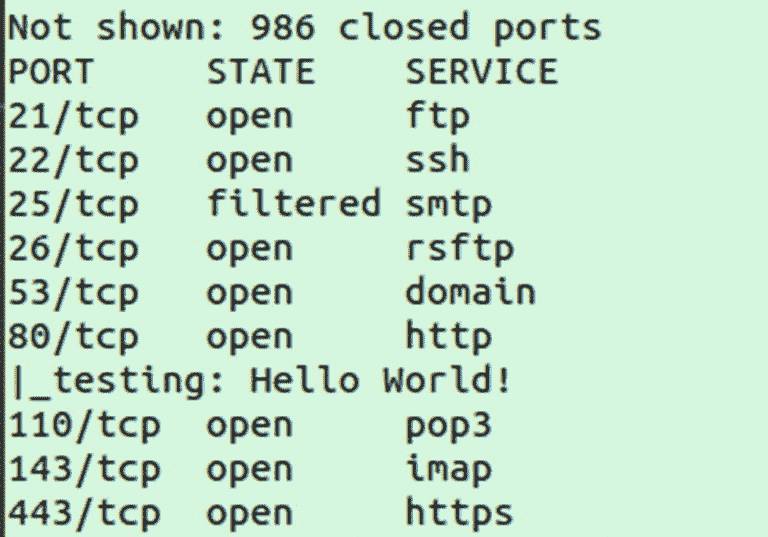 Not shown: 986 closed ports
PORT STATE SERVICE
21/tcp open ftp
22/tcp open ssh
25/tcp filtered smtp
26/tcp open rsftp
53/tcp open domain
80/tcp open http
|_testing: Hello World!
110/tcp open pop3
143/tcp open imap
443/tcp open https